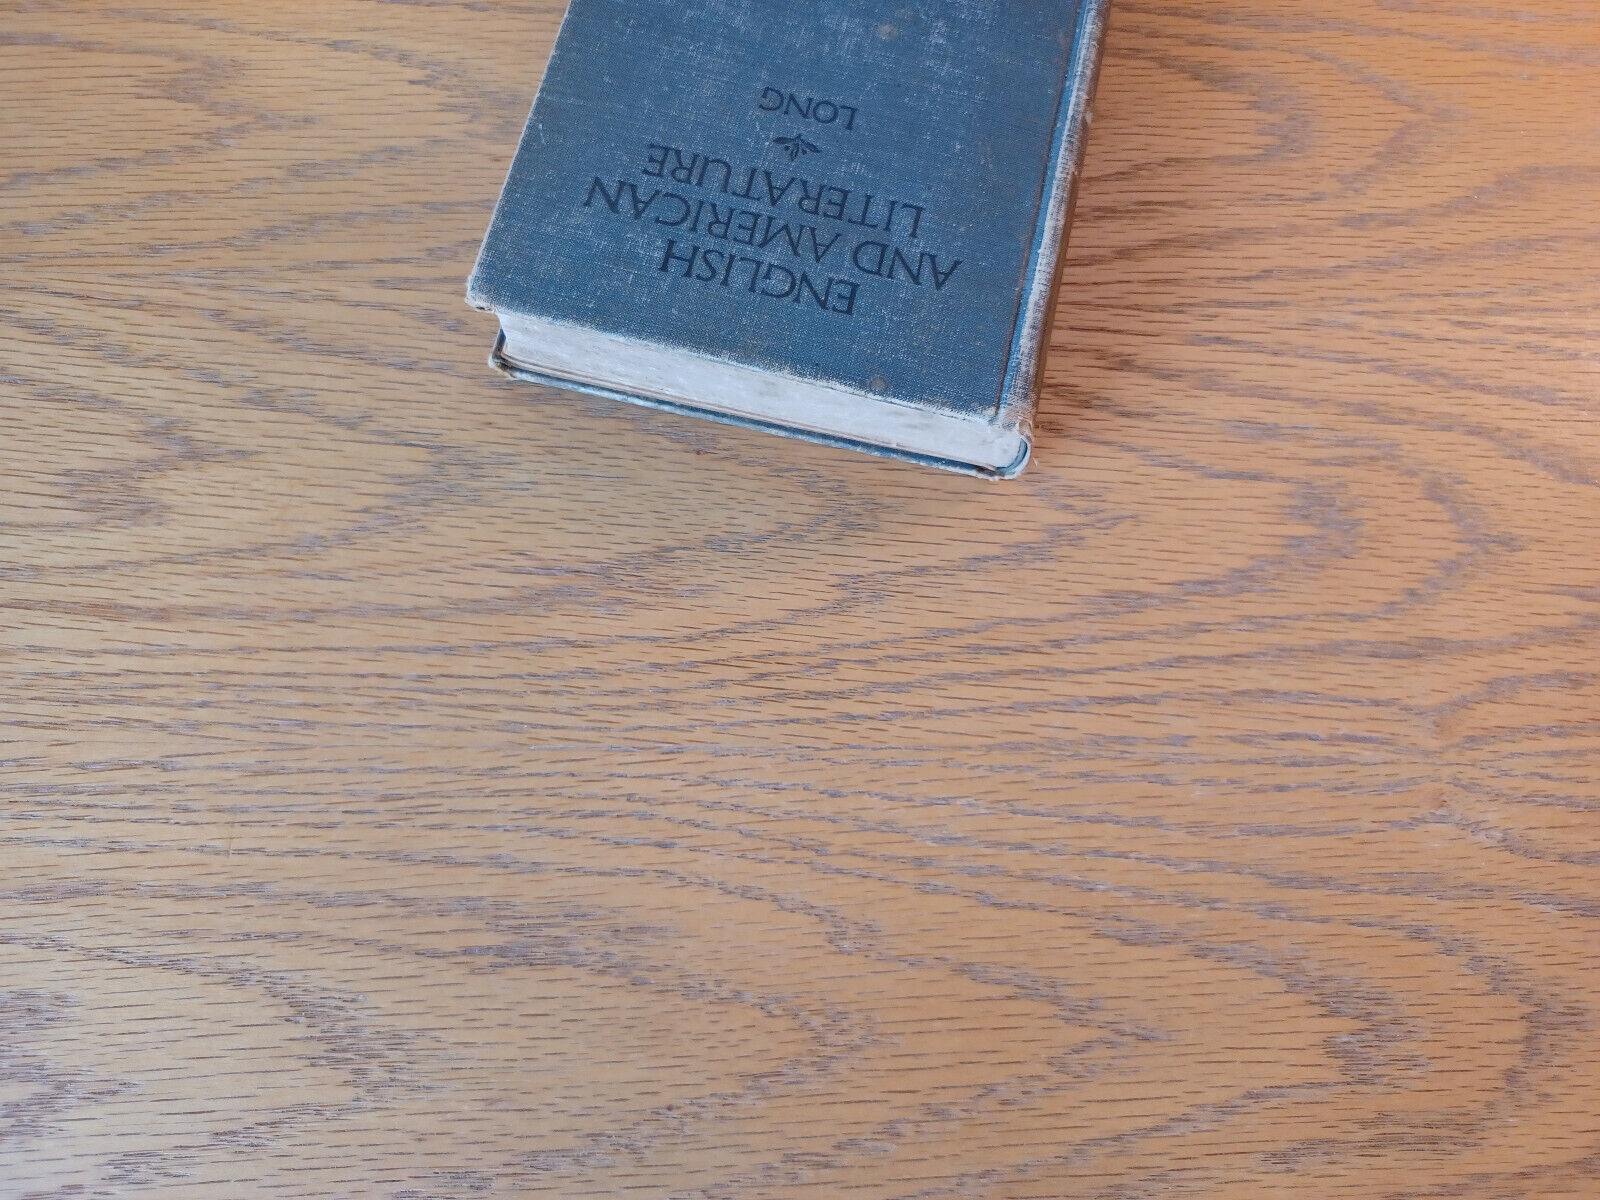 ENGLISH
AND AMERICAN
LITERATURE
LONG